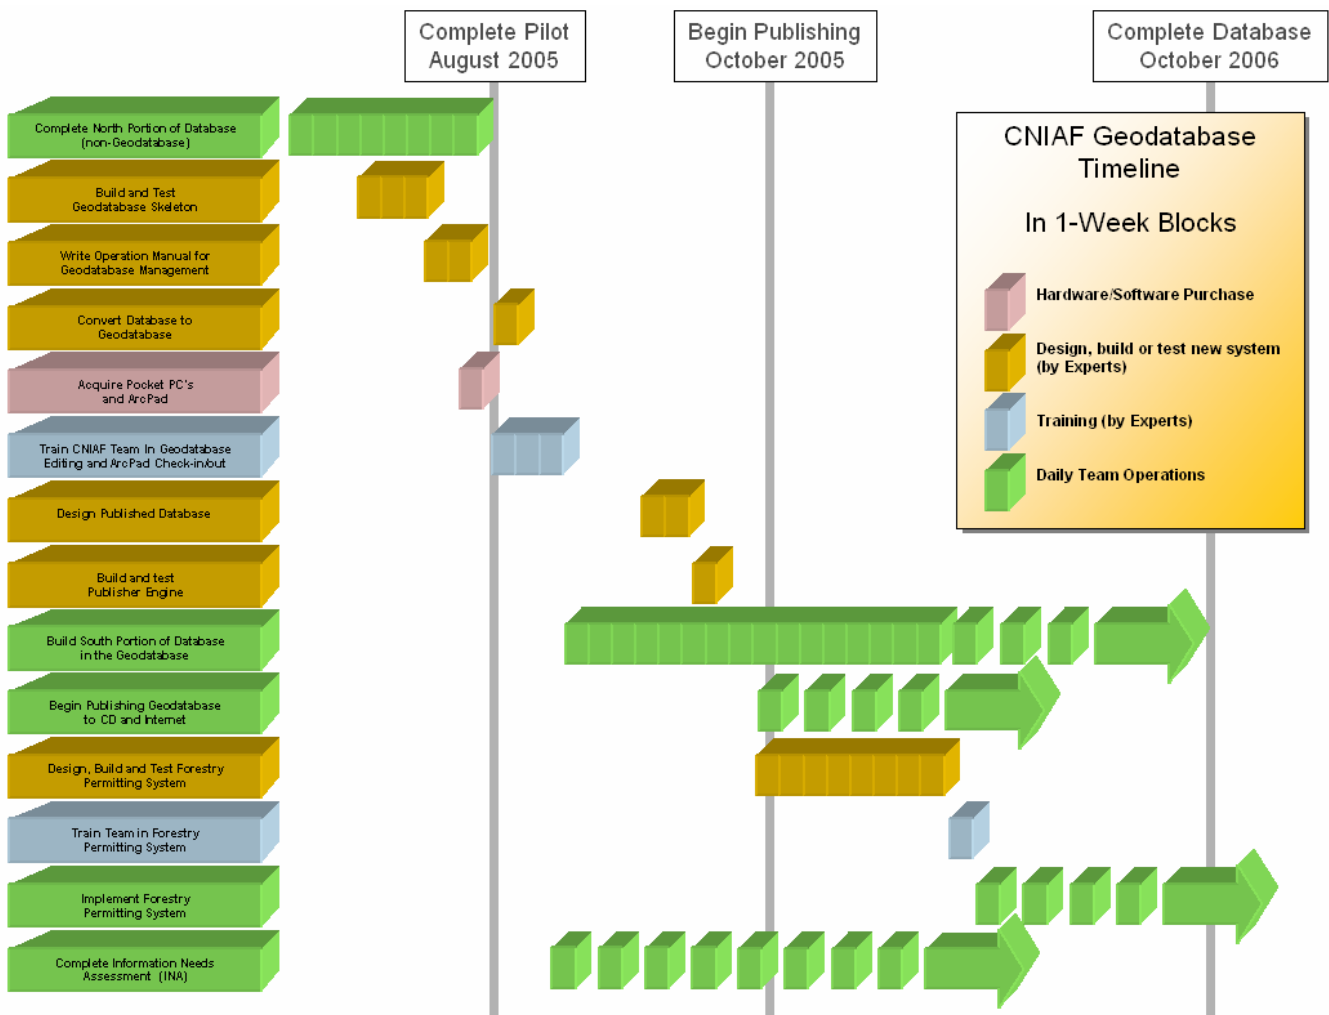 Complete Pilot
August 2005
Begin Publishing
October 2005
Complete Database
October 2006
CNIAF Geodatabase
Timeline
In 1-Week Blocks
Hardware/Software Purchase
Design, build or test new system
(by Experts)
Training (by Experts)
Daily Team Operations
Complete North Portion of Database
(non-Geodatabase)
Build and Test
Geodatabase Skeleton
Write Operation Manual for
Geodatabase Management
Convert Database to
Geodatabase
Acquire Pocket PC's
and ArcPad
Train CNIAF Team In Geodatabase
Editing and ArcPad Check-in/out
Design Published Database
Build and test
Publisher Engine
Build South Portion of Database
in the Geodatabase
Begin Publishing Geodatabase
to CD and Internet
Design, Build and Test Forestry
Permitting System
Train Team in Forestry
Permitting System
Implement Forestry
Permitting System
Complete Information Needs
Assessment (INA)